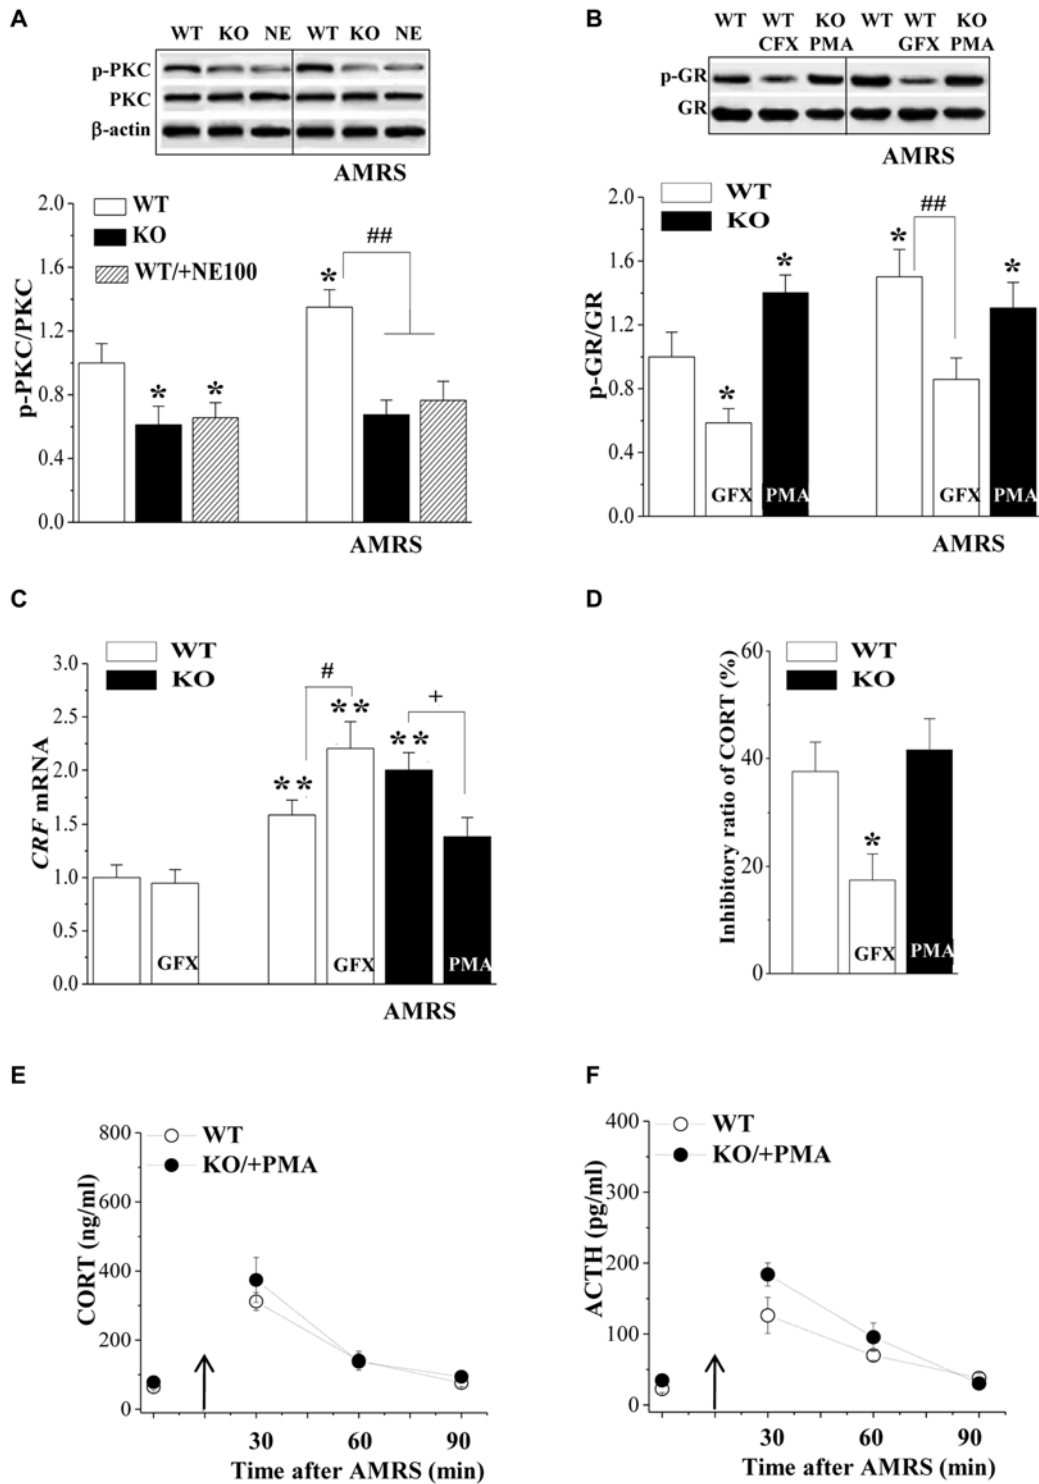 A
WT KO NE WT KO NE
p-PKC
PKC
β-actin
AMRS
WT
KO
WT/+NE100
p-PKC/PKC
2.0
1.6
1.2
0.8
0.4
0.0
* * * ##
AMRS
B
WT WT KO WT WT KO
CFX PMA GFX PMA
p-GR
GR
AMRS
WT
KO
p-GR/GR
2.0
1.6
1.2
0.8
0.4
0.0
* * * ## *
GFX PMA GFX PMA
AMRS
C
WT
KO
CRF mRNA
3.0
2.5
2.0
1.5
1.0
0.5
0.0
** # ** ** +
GFX GFX PMA
AMRS
D
WT
KO
Inhibitory ratio of CORT (%)
60
40
20
0
*
GFX PMA
E
WT
KO/+PMA
CORT (ng/ml)
800
600
400
200
0
30 60 90
Time after AMRS (min)
F
WT
KO/+PMA
ACTH (pg/ml)
400
300
200
100
0
30 60 90
Time after AMRS (min)